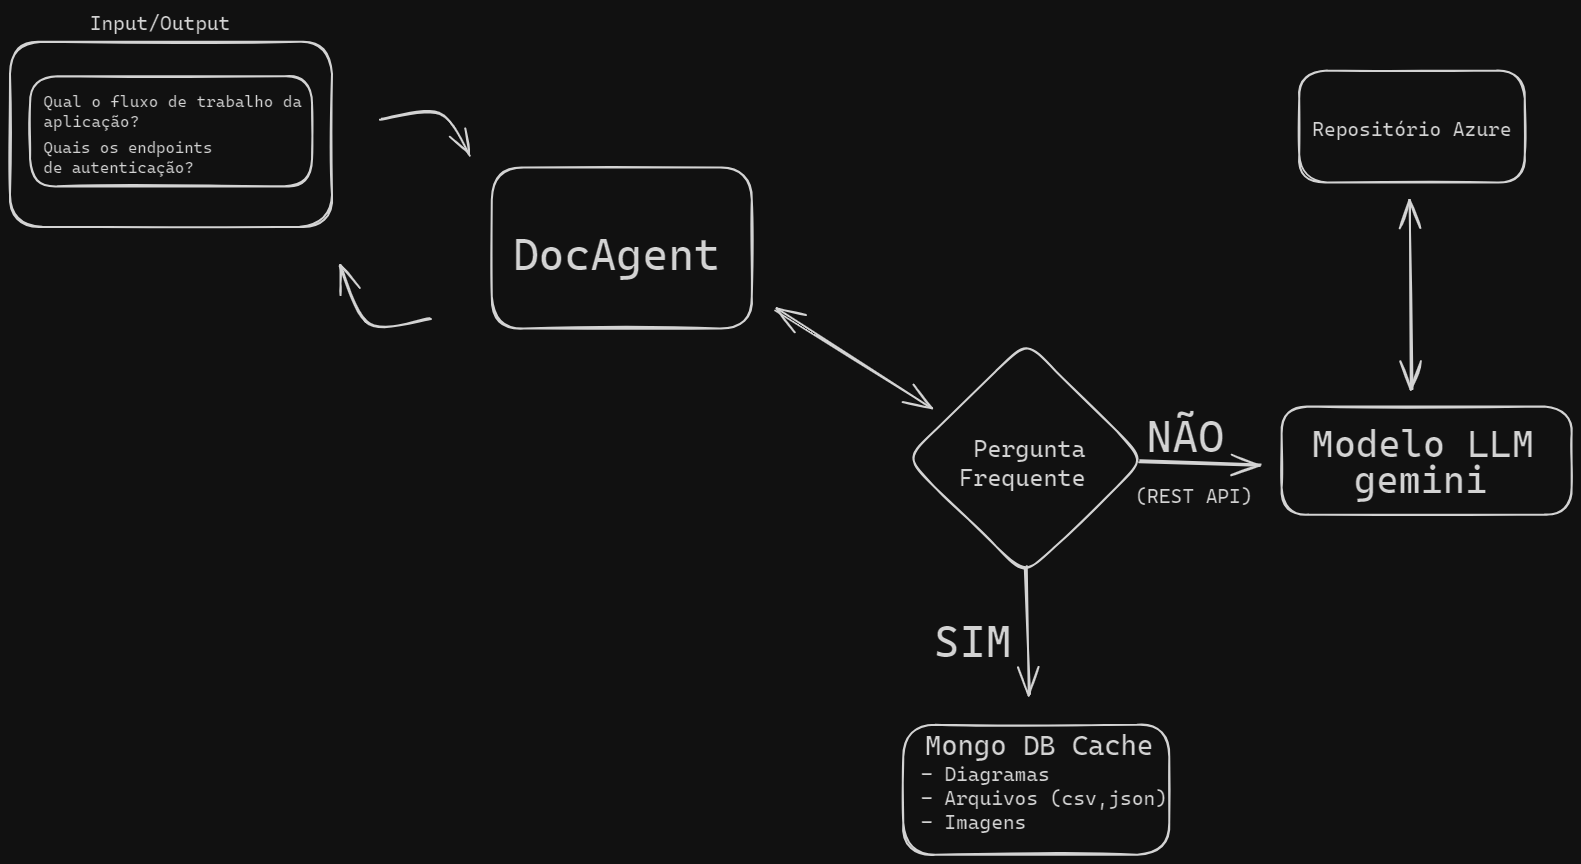 Input/Output
Qual o fluxo de trabalho da
aplicação?
Quais os endpoints
de autenticação?
DocAgent
Repositório Azure
Pergunta
Frequente
NÃO
(REST API)
Modelo LLM
gemini
SIM
Mongo DB Cache
- Diagramas
- Arquivos (csv,json)
- Imagens